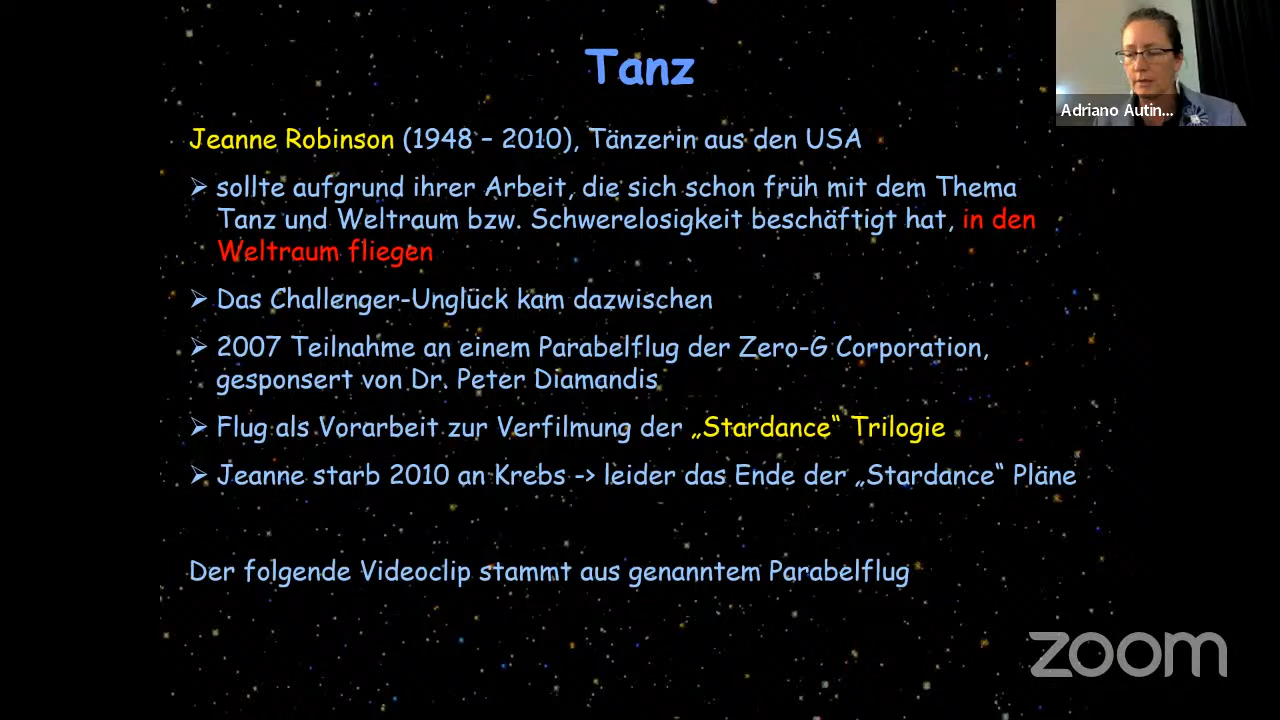 Tanz
Adriano Autin...
Jeanne Robinson (1948 – 2010), Tänzerin aus den USA
➢ sollte aufgrund ihrer Arbeit, die sich schon früh mit dem Thema
Tanz und Weltraum bzw. Schwerelosigkeit beschäftigt hat, in den
Weltraum fliegen
➢ Das Challenger-Unglück kam dazwischen
➢ 2007 Teilnahme an einem Parabelflug der Zero-G Corporation,
gesponsert von Dr. Peter Diamandis
➢ Flug als Vorarbeit zur Verfilmung der „Stardance“ Trilogie
➢ Jeanne starb 2010 an Krebs -> leider das Ende der „Stardance“ Pläne
Der folgende Videoclip stammt aus genanntem Parabelflug
zoom